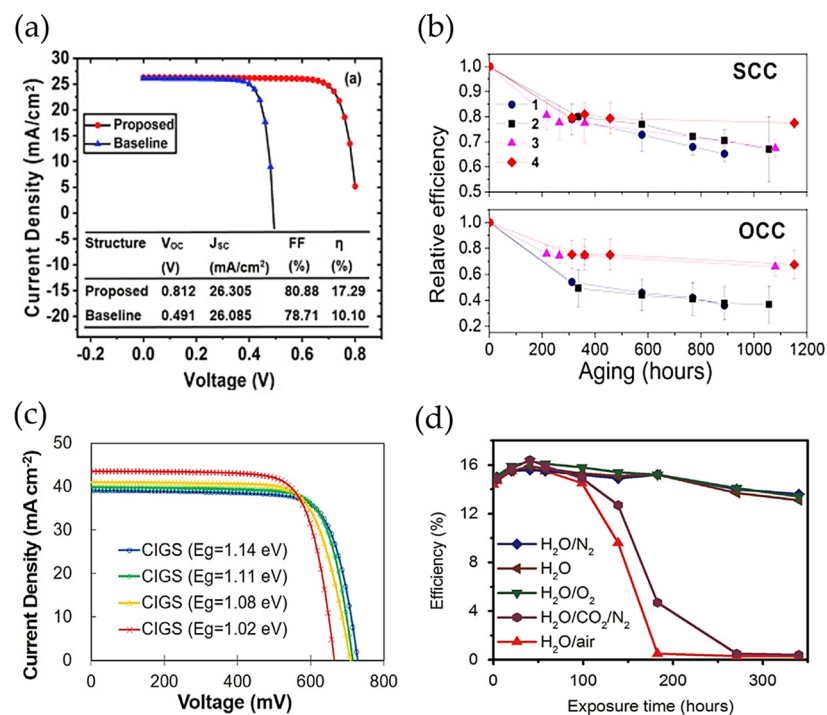 (a)
30
25
20
15
10
5
0
-5
-10
-15
-20
Current Density (mA/cm²)
(a)
Proposed
Baseline
Structure V_OC J_SC FF η
(V) (mA/cm²) (%) (%)
Proposed 0.812 26.305 80.88 17.29
Baseline 0.491 26.085 78.71 10.10
-0.2 0.0 0.2 0.4 0.6 0.8
Voltage (V)
(b)
SCC
1.0
0.9
0.8
0.7
0.6
0.5
1
2
3
4
Relative efficiency
OCC
1.0
0.8
0.6
0.4
0.2
0 200 400 600 800 1000 1200
Aging (hours)
(c)
50
40
30
20
10
0
Current Density (mA cm⁻²)
CIGS (Eg=1.14 eV)
CIGS (Eg=1.11 eV)
CIGS (Eg=1.08 eV)
CIGS (Eg=1.02 eV)
0 200 400 600 800
Voltage (mV)
(d)
16
12
8
4
0
Efficiency (%)
H₂O/N₂
H₂O
H₂O/O₂
H₂O/CO₂/N₂
H₂O/air
0 100 200 300
Exposure time (hours)